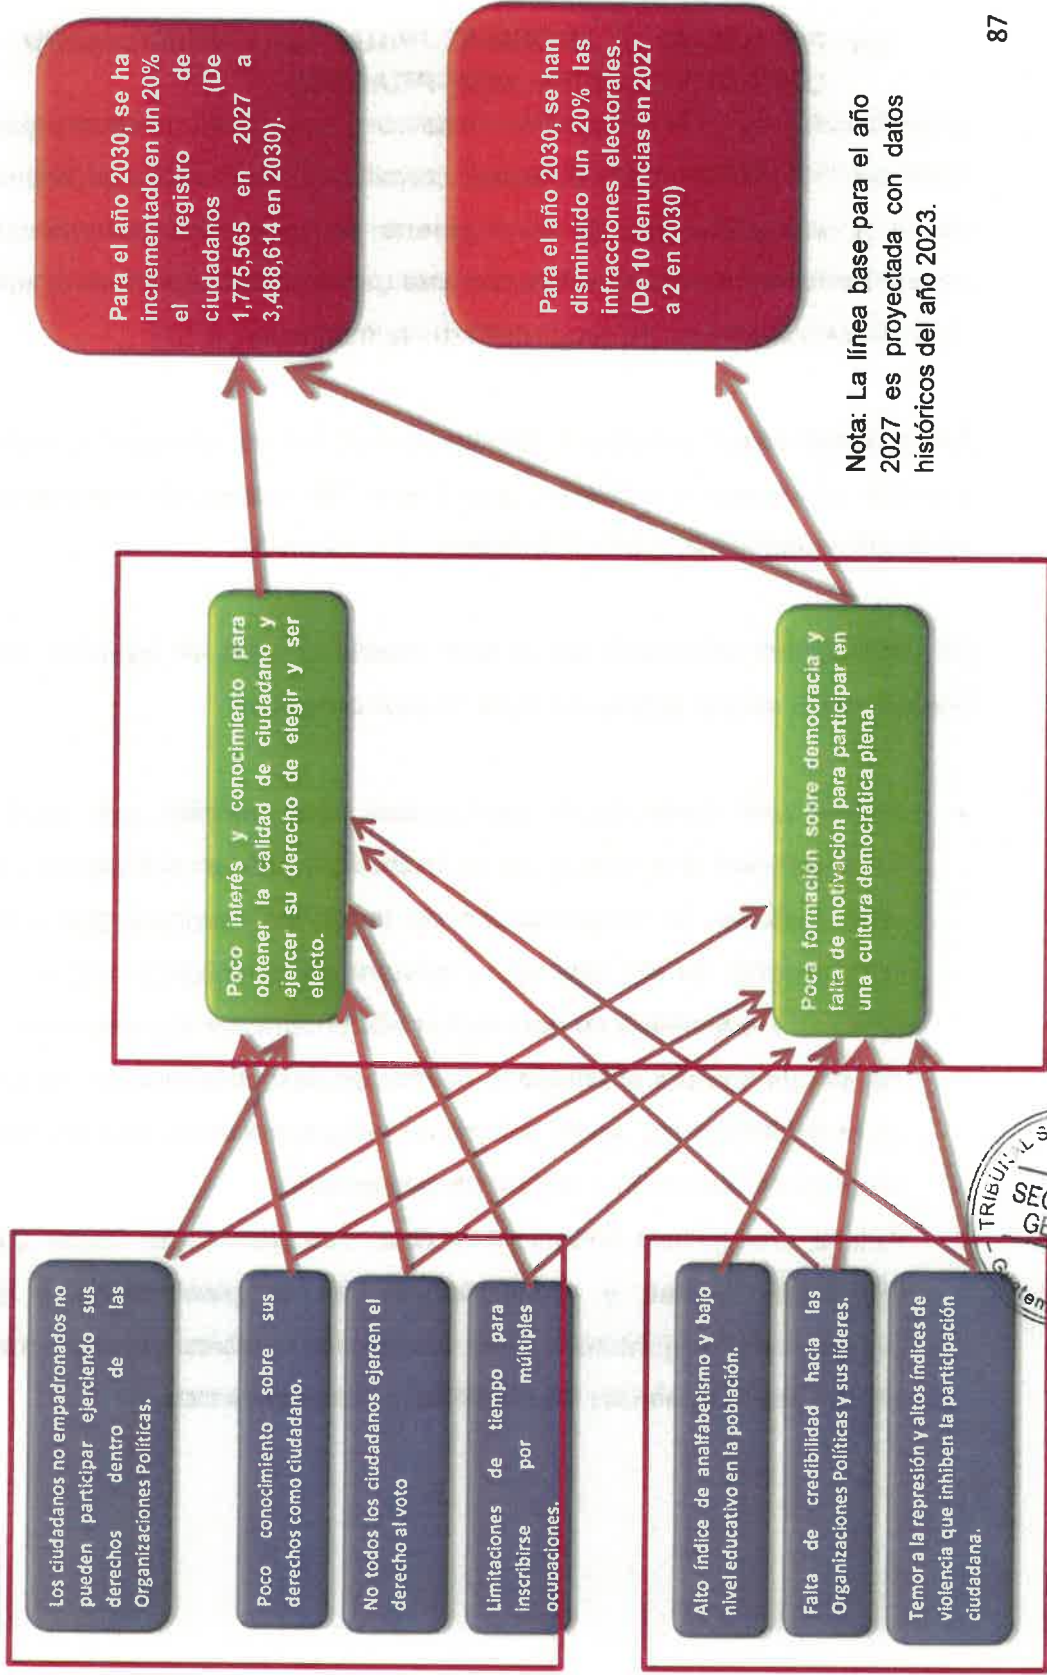 Los ciudadanos no empadronados no
pueden participar ejerciendo sus
derechos dentro de las
Organizaciones Políticas.
Poco conocimiento sobre sus
derechos como ciudadano.
No todos los ciudadanos ejercen el
derecho al voto
Limitaciones de tiempo para
inscribirse por múltiples
ocupaciones.
Alto índice de analfabetismo y bajo
nivel educativo en la población.
Falta de credibilidad hacia las
Organizaciones Políticas y sus líderes.
Temor a la represión y altos índices de
violencia que inhiben la participación
ciudadana.
Poco interés y conocimiento para
obtener la calidad de ciudadano y
ejercer su derecho de elegir y ser
electo.
Poca formación sobre democracia y
falta de motivación para participar en
una cultura democrática plena.
Para el año 2030, se ha
incrementado en un 20%
el registro de
ciudadanos (De
1,775,565 en 2027 a
3,488,614 en 2030).
Para el año 2030, se han
disminuido un 20% las
infracciones electorales.
(De 10 denuncias en 2027
a 2 en 2030)
Nota: La línea base para el año
2027 es proyectada con datos
históricos del año 2023.
87
TRIBUNAL S